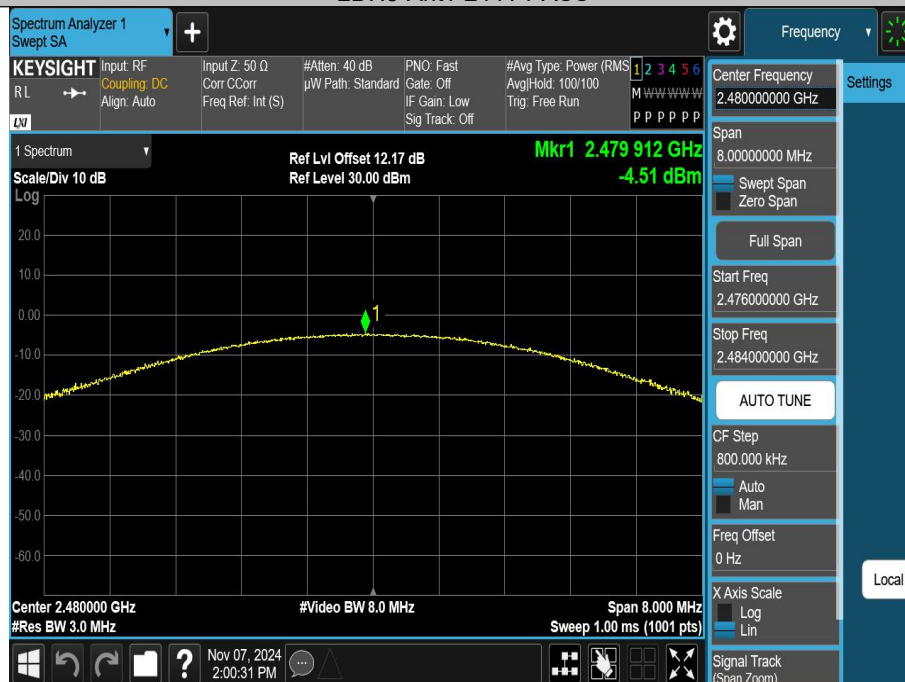 Spectrum Analyzer 1
Swept SA
+
Frequency
KEYSIGHT
RL
LXI
Input: RF
Coupling: DC
Align: Auto
Input Z: 50 Ω
Corr CCorr
Freq Ref: Int (S)
#Atten: 40 dB
µW Path: Standard
PNO: Fast
Gate: Off
IF Gain: Low
Sig Track: Off
#Avg Type: Power (RMS
Avg|Hold: 100/100
Trig: Free Run
1 2 3 4 5 6
M W W W W W
P P P P P P
Center Frequency
2.480000000 GHz
Settings
Span
8.00000000 MHz
Swept Span
Zero Span
Full Span
Start Freq
2.476000000 GHz
Stop Freq
2.484000000 GHz
AUTO TUNE
CF Step
800.000 kHz
Auto
Man
Freq Offset
0 Hz
X Axis Scale
Log
Lin
Signal Track
(Span Zoom)
Local
1 Spectrum
Scale/Div 10 dB
Ref Lvl Offset 12.17 dB
Ref Level 30.00 dBm
Mkr1 2.479 912 GHz
-4.51 dBm
Log
20.0
10.0
0.00
-10.0
-20.0
-30.0
-40.0
-50.0
-60.0
1
Center 2.480000 GHz
#Res BW 3.0 MHz
#Video BW 8.0 MHz
Span 8.000 MHz
Sweep 1.00 ms (1001 pts)
?
Nov 07, 2024
2:00:31 PM